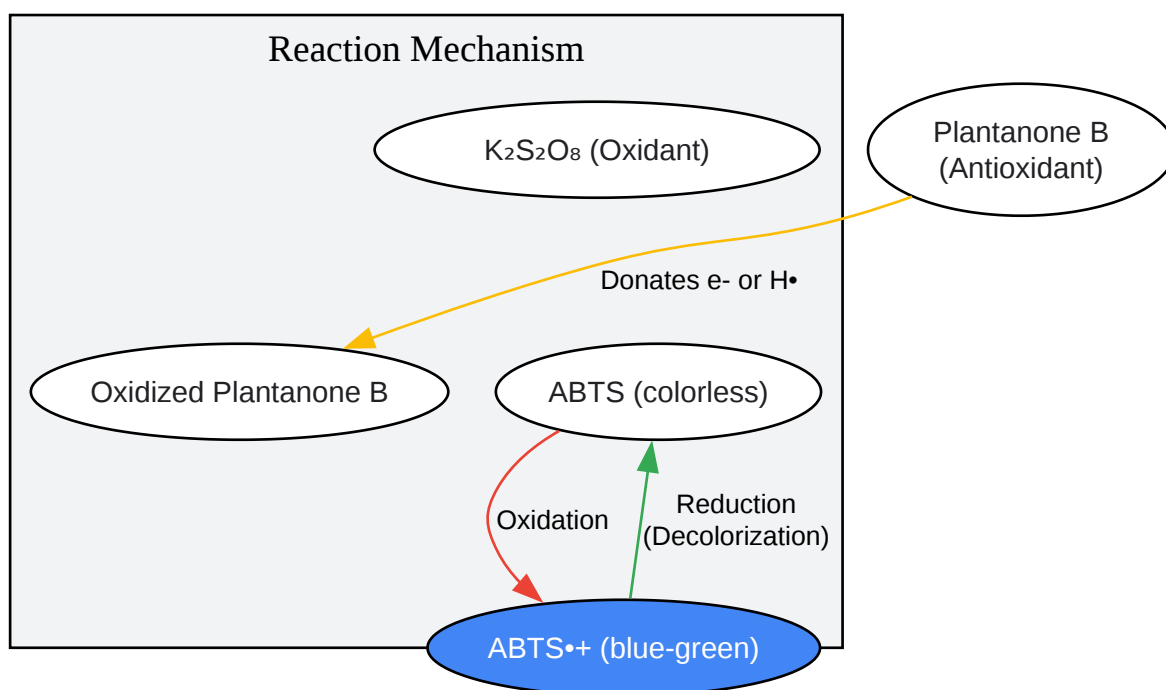 Reaction Mechanism
K₂S₂O₈ (Oxidant)
Plantanone B
(Antioxidant)
Donates e- or H•
Oxidized Plantanone B
ABTS (colorless)
Oxidation
Reduction
(Decolorization)
ABTS•+ (blue-green)